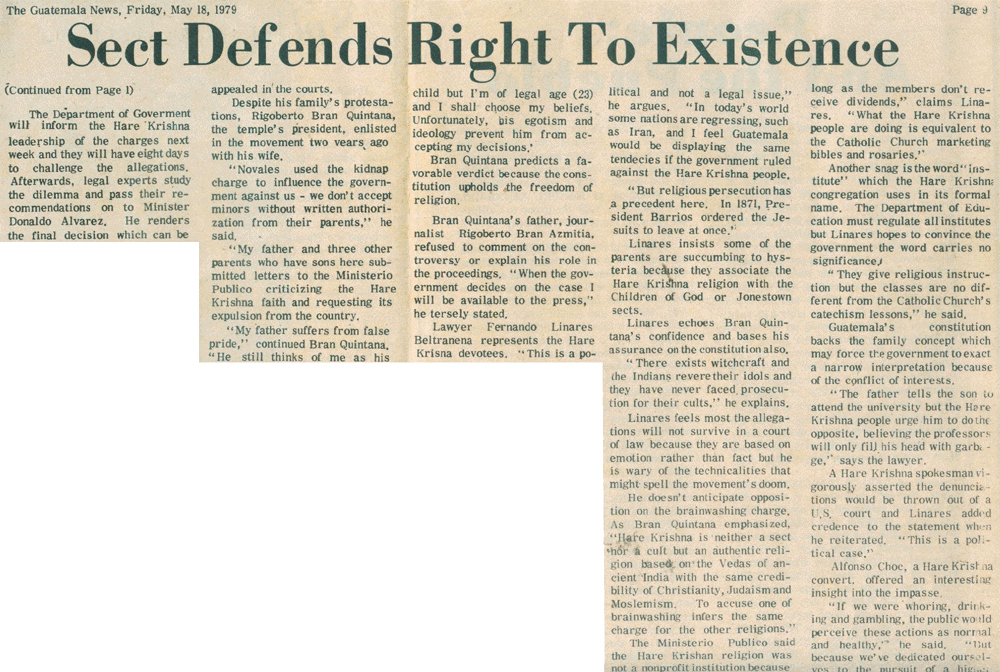 The Guatemala News, Friday, May 18, 1979
Page 9
Sect Defends Right To Existence
(Continued from Page 1)
The Department of Goverment
will inform the Hare Krishna
leadership of the charges next
week and they will have eight days
to challenge the allegations.
Afterwards, legal experts study
the dilemma and pass their re-
commendations on to Minister
Donaldo Alvarez. He renders
the final decision which can be
appealed in the courts.
Despite his family's protesta-
tions, Rigoberto Bran Quintana,
the temple's president, enlisted
in the movement two years ago
with his wife.
"Novales used the kidnap
charge to influence the govern-
ment against us - we don't accept
minors without written authori-
zation from their parents," he
said.
"My father and three other
parents who have sons here sub-
mitted letters to the Ministerio
Publico criticizing the Hare
Krishna faith and requesting its
expulsion from the country.
"My father suffers from false
pride," continued Bran Quintana.
"He still thinks of me as his
child but I'm of legal age (23)
and I shall choose my beliefs.
Unfortunately, his egotism and
ideology prevent him from ac-
cepting my decisions."
Bran Quintana predicts a fa-
vorable verdict because the cons-
titution upholds the freedom of
religion.
Bran Quintana's father, jour-
nalist Rigoberto Bran Azmitia,
refused to comment on the con-
troversy or explain his role in
the proceedings. "When the gov-
ernment decides on the case I
will be available to the press,"
he tersely stated.
Lawyer Fernando Linares
Beltranena represents the Hare
Krisna devotees. "This is a po-
litical and not a legal issue,"
he argues. "In today's world
some nations are regressing, such
as Iran, and I feel Guatemala
would be displaying the same
tendencies if the government ruled
against the Hare Krishna people.
"But religious persecution has
a precedent here. In 1871, Pre-
sident Barrios ordered the Je-
suits to leave at once."
Linares insists some of the
parents are succumbing to hys-
teria because they associate the
Hare Krishna religion with the
Children of God or Jonestown
sects.
Linares echoes Bran Quin-
tana's confidence and bases his
assurance on the constitution also.
"There exists witchcraft and
the Indians revere their idols and
they have never faced prosecu-
tion for their cults," he explains.
Linares feels most the allega-
tions will not survive in a court
of law because they are based on
emotion rather than fact but he
is wary of the technicalities that
might spell the movement's doom.
He doesn't anticipate opposi-
tion on the brainwashing charge.
As Bran Quintana emphasized,
"Hare Krishna is neither a sect
nor a cult but an authentic reli-
gion based on the Vedas of an-
cient India with the same credi-
bility of Christianity, Judaism and
Moslemism. To accuse one of
brainwashing infers the same
charge for the other religions."
The Ministerio Publico said
the Hare Krishan religion was
not a nonprofit institution because
long as the members don't re-
ceive dividends," claims Lina-
res. "What the Hare Krishna
people are doing is equivalent to
the Catholic Church marketing
bibles and rosaries."
Another snag is the word "ins-
titute" which the Hare Krishna
congregation uses in its formal
name. The Department of Edu-
cation must regulate all institutes
but Linares hopes to convince the
government the word carries no
significance.
"They give religious instruc-
tion but the classes are no dif-
ferent from the Catholic Church's
catechism lessons," he said.
Guatemala's constitution
backs the family concept which
may force the government to exact
a narrow interpretation because
of the conflict of interests.
"The father tells the son to
attend the university but the Hare
Krishna people urge him to do the
opposite, believing the professors
will only fill his head with garba-
ge," says the lawyer.
A Hare Krishna spokesman vi-
gorously asserted the denuncia-
tions would be thrown out of a
U.S. court and Linares added
credence to the statement when
he reiterated. "This is a poli-
tical case."
Alfonso Choc, a Hare Krishna
convert, offered an interesting
insight into the impasse.
"If we were whoring, drink-
ing and gambling, the public would
perceive these actions as normal
and healthy," he said. "But
because we've dedicated oursel-
ves to the pursuit of a higher